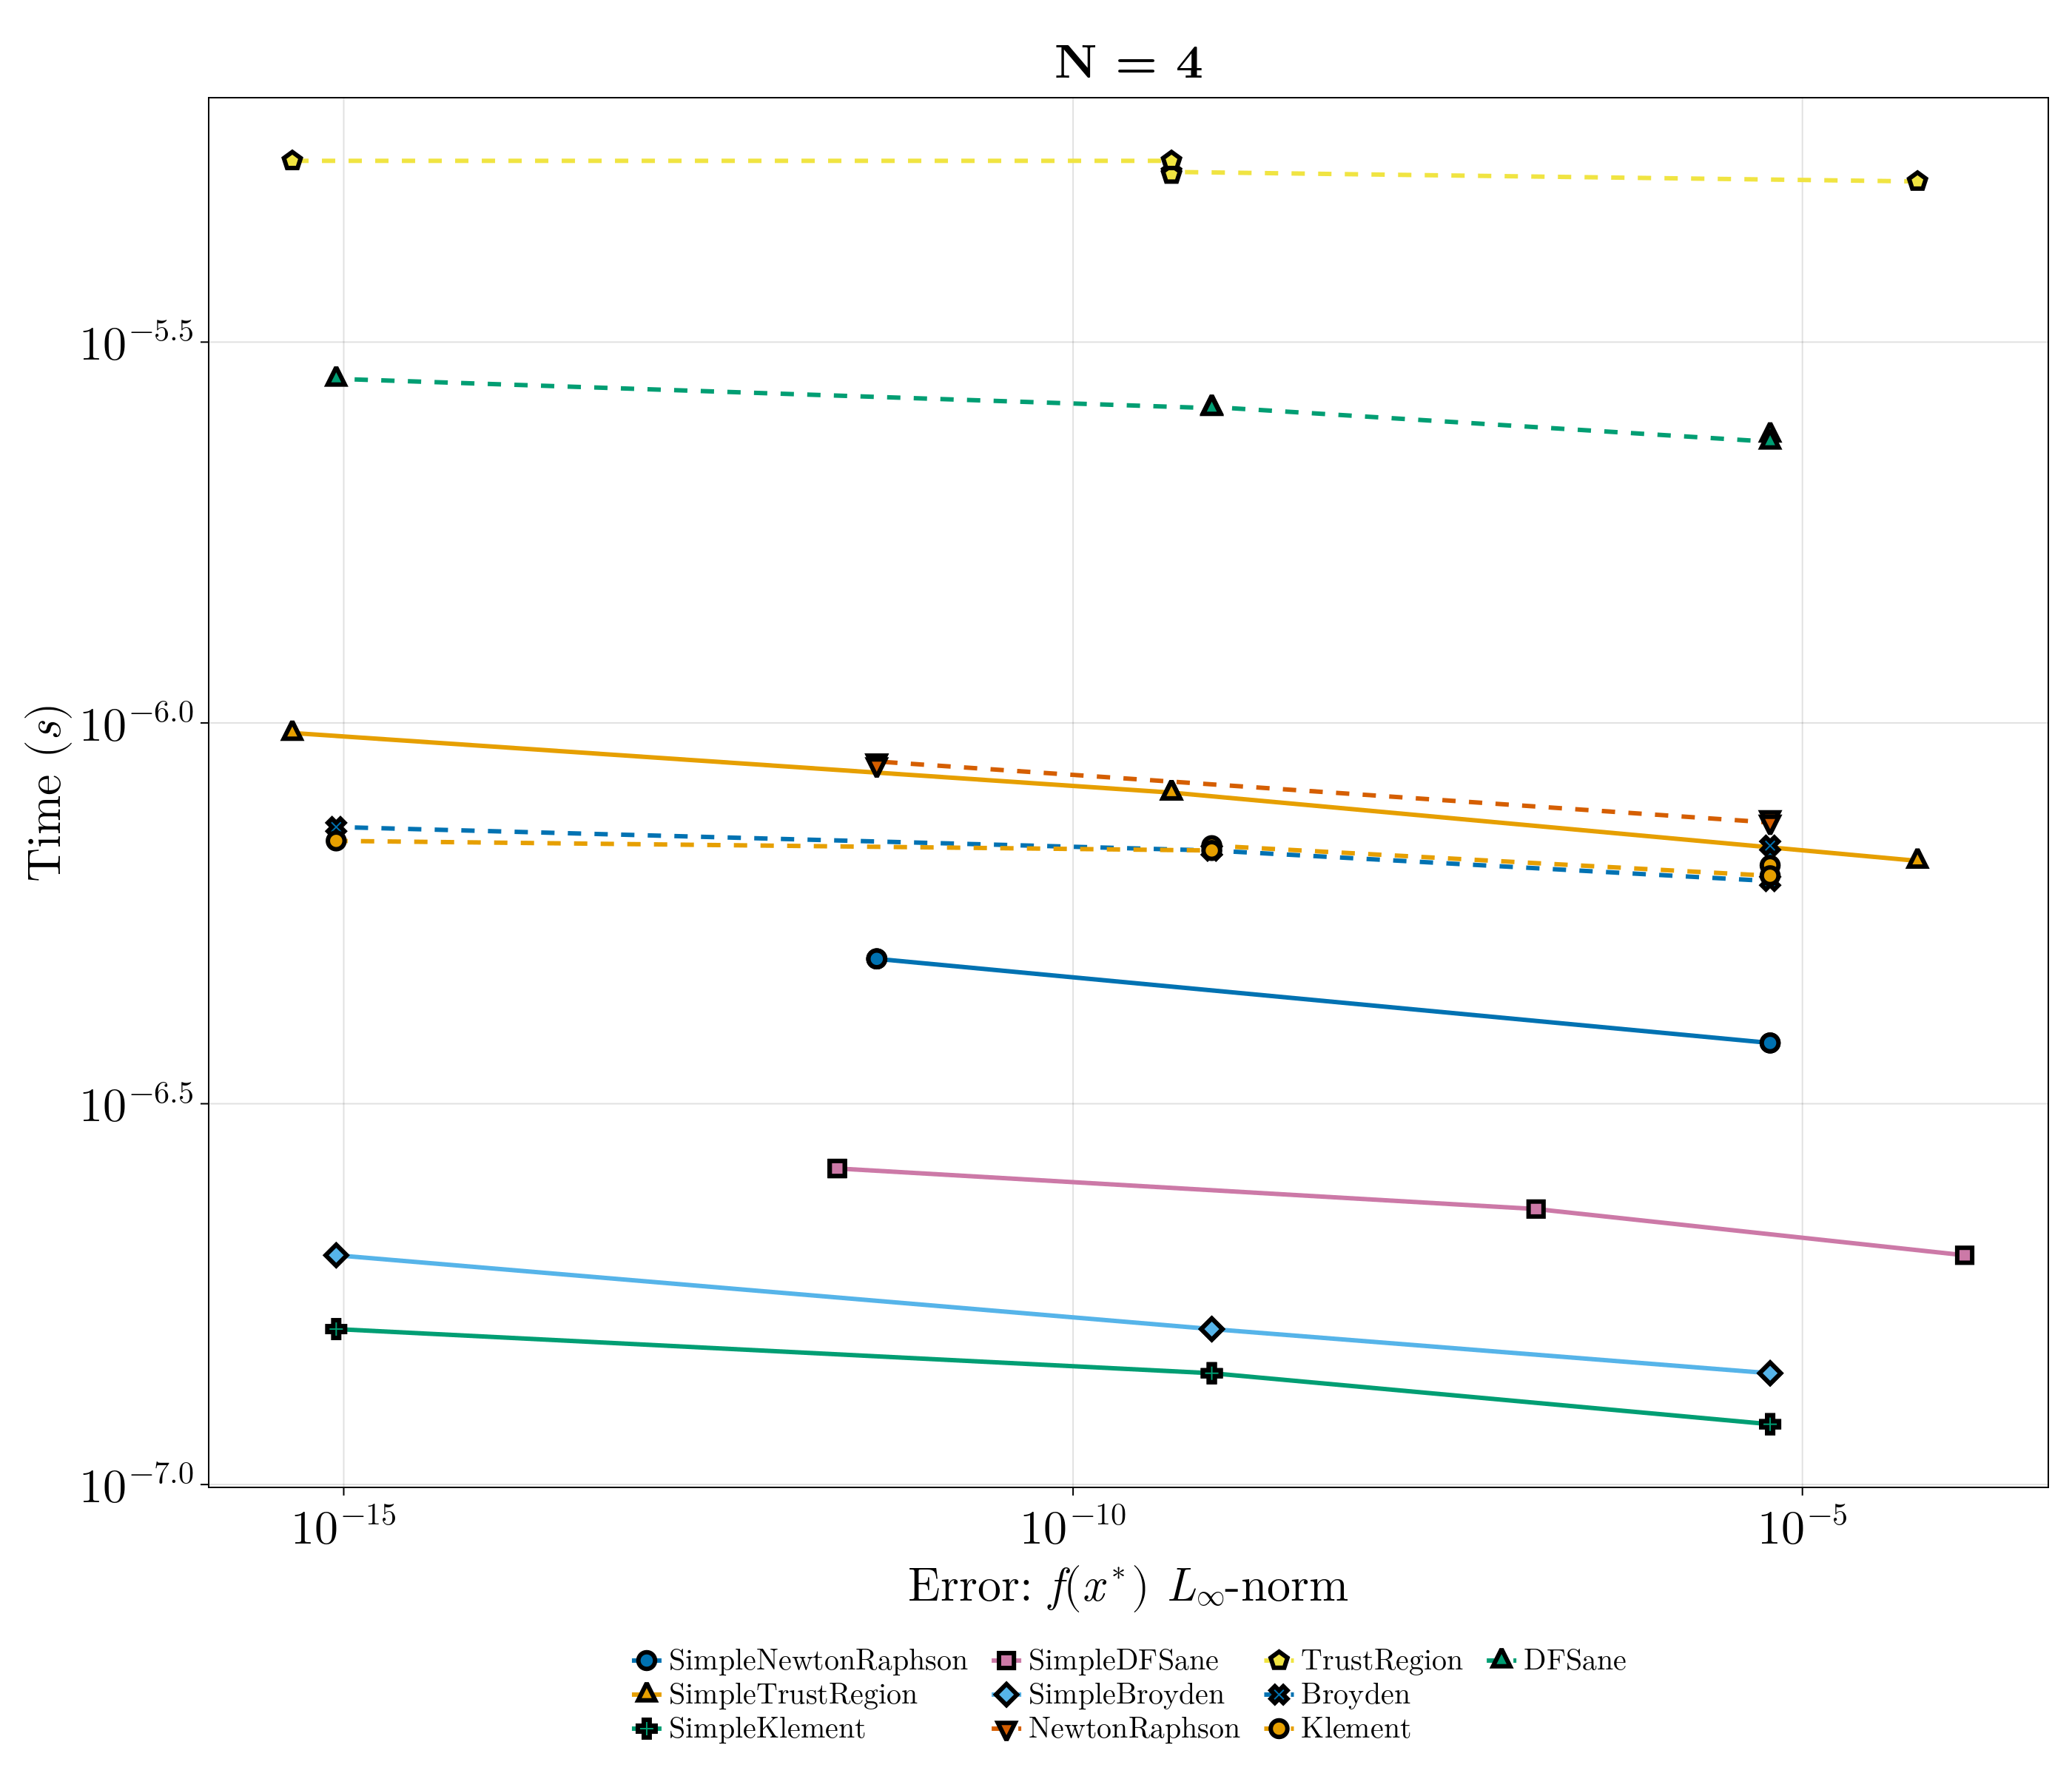 N = 4
Time (s)
10^−5.5
10^−6.0
10^−6.5
10^−7.0
10^−15 10^−10 10^−5
Error: f(x*) L∞-norm
SimpleNewtonRaphson SimpleDFSane TrustRegion DFSane
SimpleTrustRegion SimpleBroyden Broyden
SimpleKlement NewtonRaphson Klement